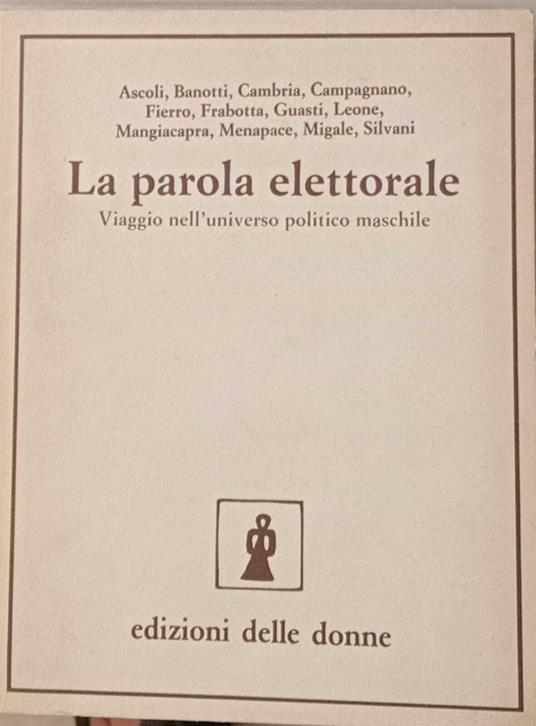 Ascoli, Banotti, Cambria, Campagnano,
Fierro, Frabotta, Guasti, Leone,
Mangiacapra, Menapace, Migale, Silvani
La parola elettorale
Viaggio nell'universo politico maschile
edizioni delle donne